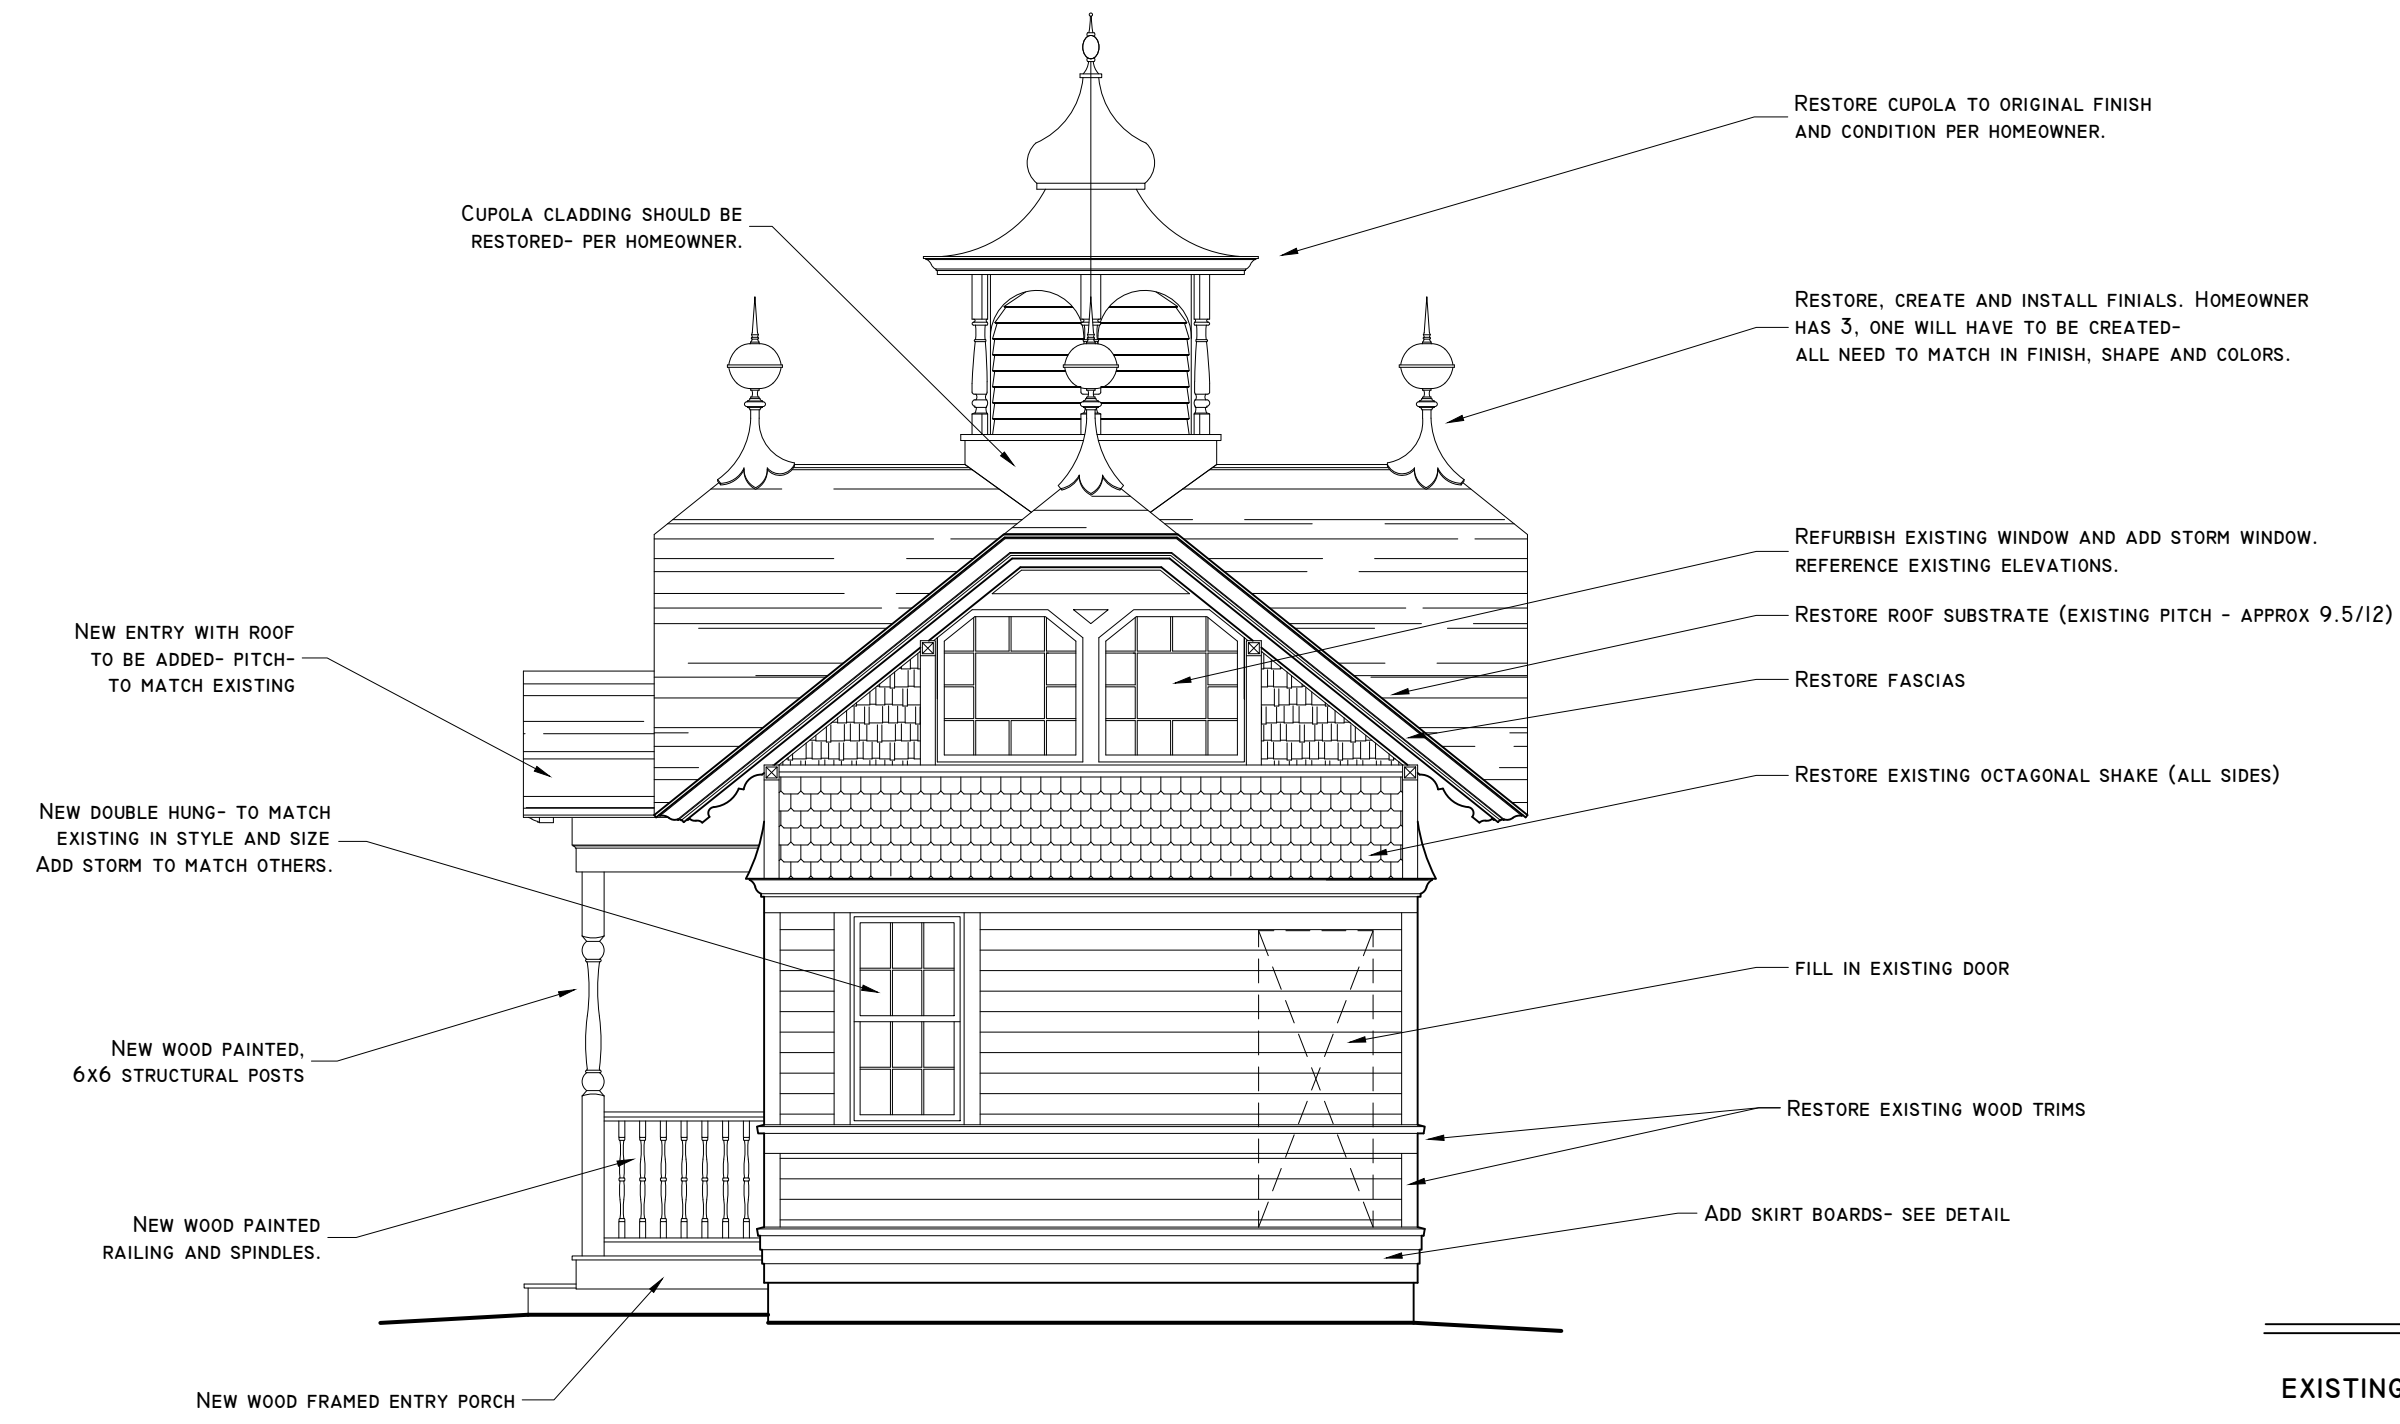 Restore cupola to original finish
and condition per homeowner.
Cupola cladding should be
restored- per homeowner.
Restore, create and install finials. Homeowner
has 3, one will have to be created-
all need to match in finish, shape and colors.
Refurbish existing window and add storm window.
reference existing elevations.
Restore roof substrate (existing pitch - approx 9.5/12)
New entry with roof
to be added- pitch-
to match existing
Restore fascias
Restore existing octagonal shake (all sides)
New double hung- to match
existing in style and size
Add storm to match others.
fill in existing door
New wood painted,
6x6 structural posts
Restore existing wood trims
New wood painted
railing and spindles.
Add skirt boards- see detail
New wood framed entry porch
EXISTING